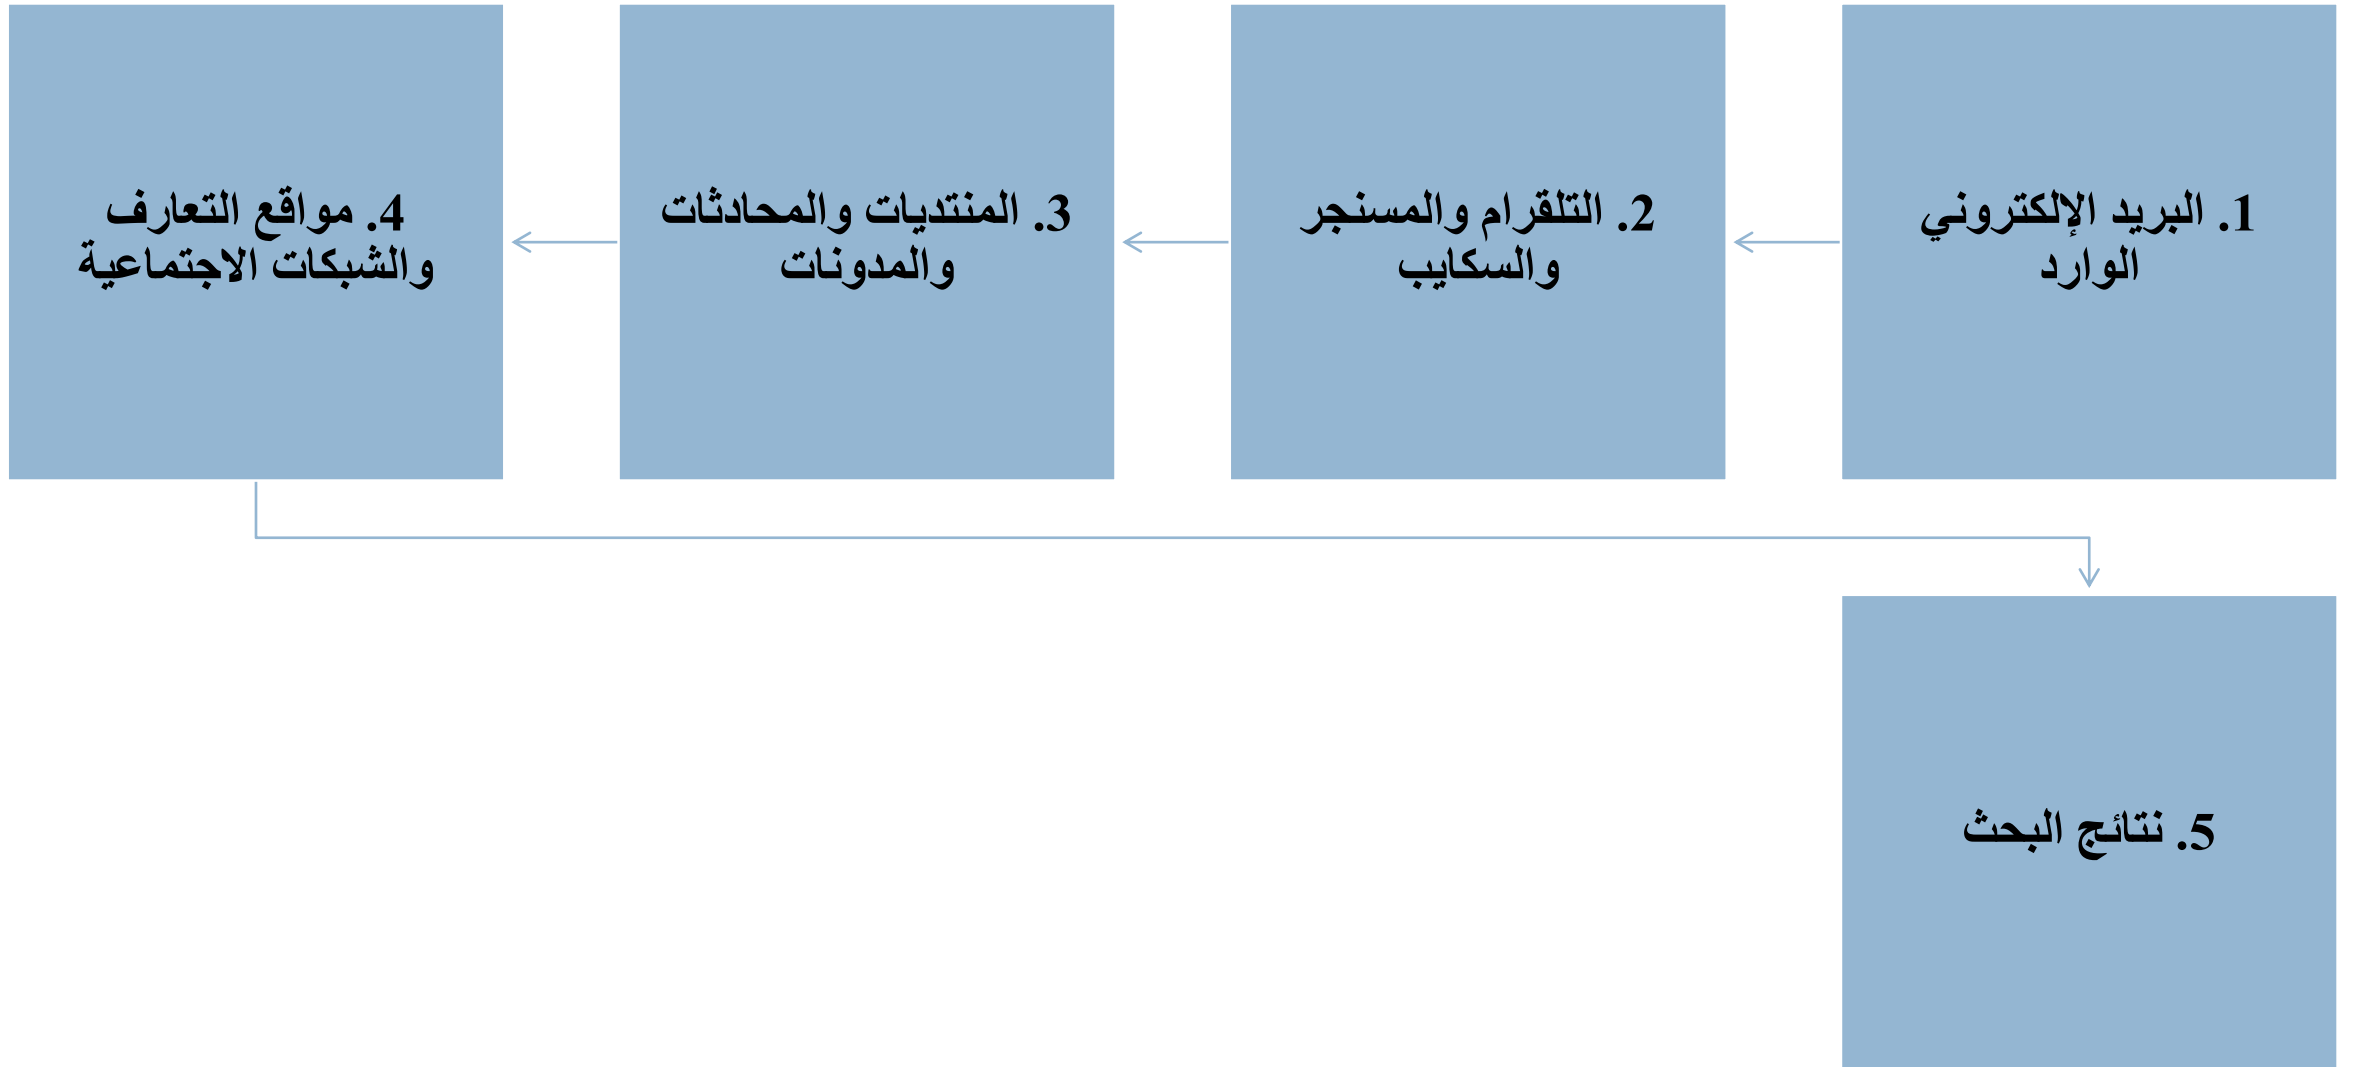 1. البريد الإلكتروني
الوارد
2. التلقرام والمسنجر
والسكايب
3. المنتديات والمحادثات
والمدونات
4. مواقع التعارف
والشبكات الاجتماعية
5. نتائج البحث